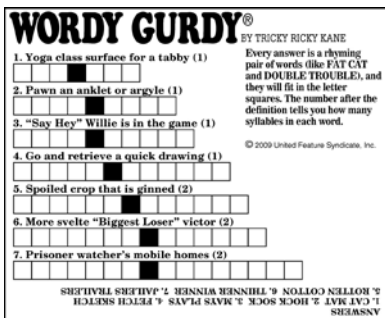 WORDY GURDY®
BY TRICKY RICKY KANE
1. Yoga class surface for a tabby (1)
2. Pawn an anklet or argyle (1)
3. “Say Hey” Willie is in the game (1)
4. Go and retrieve a quick drawing (1)
5. Spoiled crop that is ginned (2)
6. More svelte “Biggest Loser” victor (2)
7. Prisoner watcher’s mobile homes (2)
Every answer is a rhyming
pair of words (like FAT CAT
and DOUBLE TROUBLE), and
they will fit in the letter
squares. The number after the
definition tells you how many
syllables in each word.
© 2009 United Feature Syndicate, Inc.
ANSWERS
1. CAT MAT 2. HOCK SOCK 3. MAYS PLAYS 4. FETCH SKETCH
5. ROTTEN COTTON 6. THINNER WINNER 7. JAILERS TRAILERS